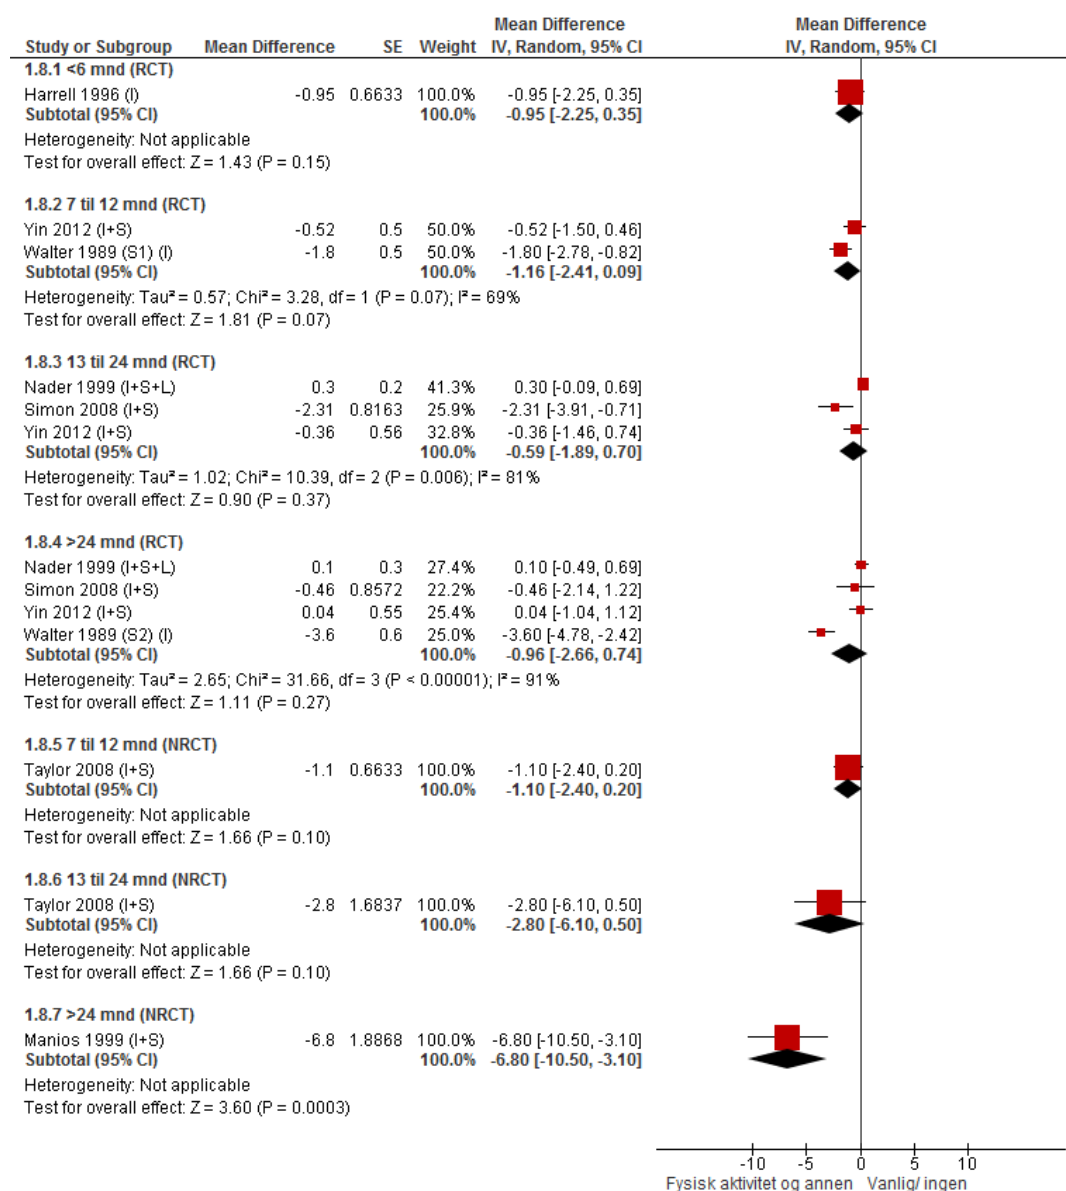 Mean Difference Mean Difference
Study or Subgroup Mean Difference SE Weight IV, Random, 95% CI IV, Random, 95% CI
1.8.1 <6 mnd (RCT)
Harrell 1996 (I) -0.95 0.6633 100.0% -0.95 [-2.25, 0.35]
Subtotal (95% CI) 100.0% -0.95 [-2.25, 0.35]
Heterogeneity: Not applicable
Test for overall effect: Z = 1.43 (P = 0.15)
1.8.2 7 til 12 mnd (RCT)
Yin 2012 (I+S) -0.52 0.5 50.0% -0.52 [-1.50, 0.46]
Walter 1989 (S1) (I) -1.8 0.5 50.0% -1.80 [-2.78, -0.82]
Subtotal (95% CI) 100.0% -1.16 [-2.41, 0.09]
Heterogeneity: Tau² = 0.57; Chi² = 3.28, df = 1 (P = 0.07); I² = 69%
Test for overall effect: Z = 1.81 (P = 0.07)
1.8.3 13 til 24 mnd (RCT)
Nader 1999 (I+S+L) 0.3 0.2 41.3% 0.30 [-0.09, 0.69]
Simon 2008 (I+S) -2.31 0.8163 25.9% -2.31 [-3.91, -0.71]
Yin 2012 (I+S) -0.36 0.56 32.8% -0.36 [-1.46, 0.74]
Subtotal (95% CI) 100.0% -0.59 [-1.89, 0.70]
Heterogeneity: Tau² = 1.02; Chi² = 10.39, df = 2 (P = 0.006); I² = 81%
Test for overall effect: Z = 0.90 (P = 0.37)
1.8.4 >24 mnd (RCT)
Nader 1999 (I+S+L) 0.1 0.3 27.4% 0.10 [-0.49, 0.69]
Simon 2008 (I+S) -0.46 0.8572 22.2% -0.46 [-2.14, 1.22]
Yin 2012 (I+S) 0.04 0.55 25.4% 0.04 [-1.04, 1.12]
Walter 1989 (S2) (I) -3.6 0.6 25.0% -3.60 [-4.78, -2.42]
Subtotal (95% CI) 100.0% -0.96 [-2.66, 0.74]
Heterogeneity: Tau² = 2.65; Chi² = 31.66, df = 3 (P < 0.00001); I² = 91%
Test for overall effect: Z = 1.11 (P = 0.27)
1.8.5 7 til 12 mnd (NRCT)
Taylor 2008 (I+S) -1.1 0.6633 100.0% -1.10 [-2.40, 0.20]
Subtotal (95% CI) 100.0% -1.10 [-2.40, 0.20]
Heterogeneity: Not applicable
Test for overall effect: Z = 1.66 (P = 0.10)
1.8.6 13 til 24 mnd (NRCT)
Taylor 2008 (I+S) -2.8 1.6837 100.0% -2.80 [-6.10, 0.50]
Subtotal (95% CI) 100.0% -2.80 [-6.10, 0.50]
Heterogeneity: Not applicable
Test for overall effect: Z = 1.66 (P = 0.10)
1.8.7 >24 mnd (NRCT)
Manios 1999 (I+S) -6.8 1.8868 100.0% -6.80 [-10.50, -3.10]
Subtotal (95% CI) 100.0% -6.80 [-10.50, -3.10]
Heterogeneity: Not applicable
Test for overall effect: Z = 3.60 (P = 0.0003)
-10 -5 0 5 10
Fysisk aktivitet og annen Vanlig/ ingen